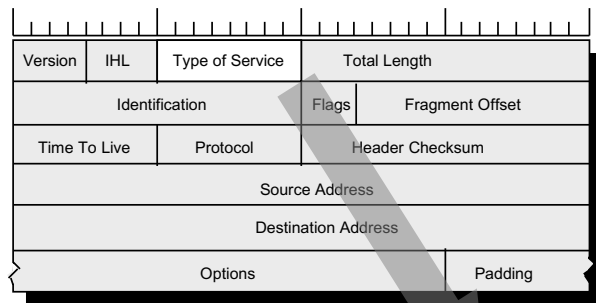 Version IHL Type of Service Total Length
Identification Flags Fragment Offset
Time To Live Protocol Header Checksum
Source Address
Destination Address
Options Padding